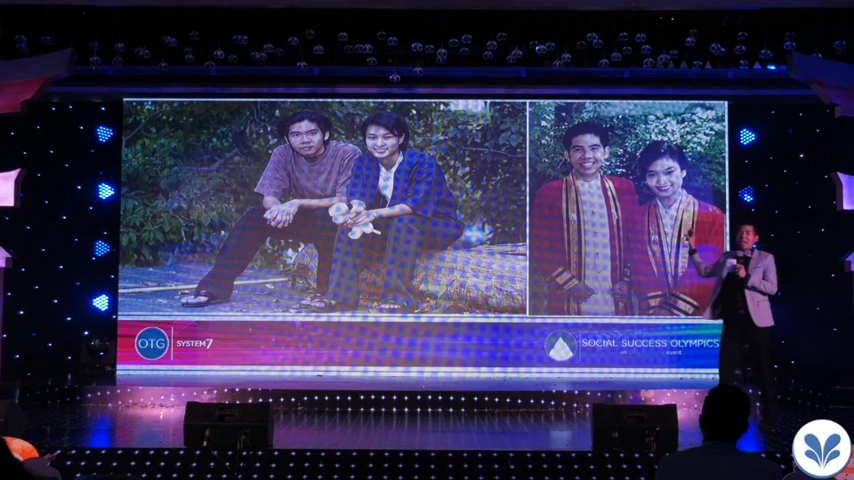 OTG
SYSTEM7
SOCIAL SUCCESS OLYMPICS
event